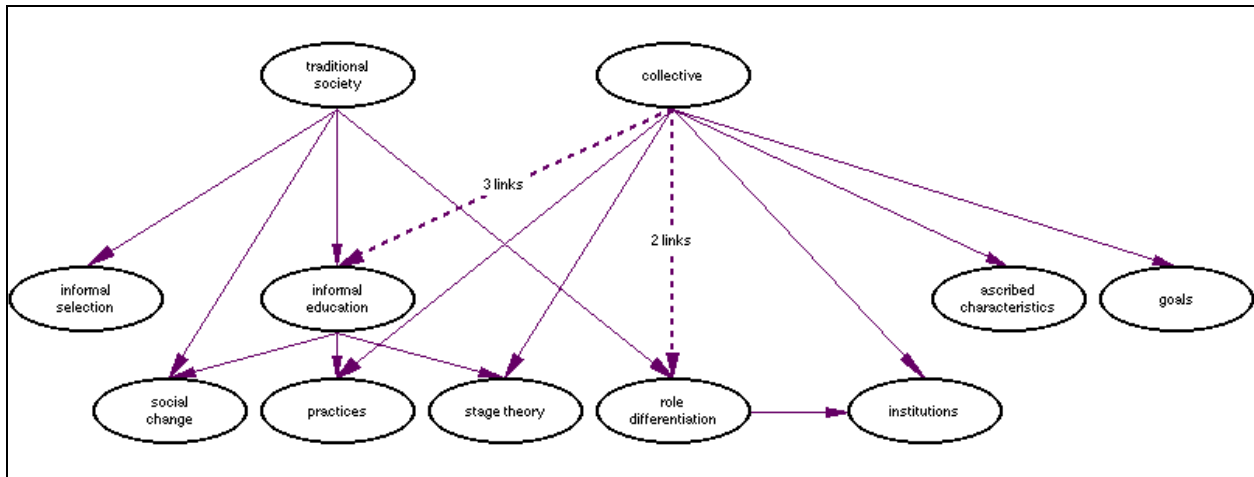 traditional
society
collective
3 links
2 links
informal
selection
informal
education
ascribed
characteristics
goals
social
change
practices
stage theory
role
differentiation
institutions